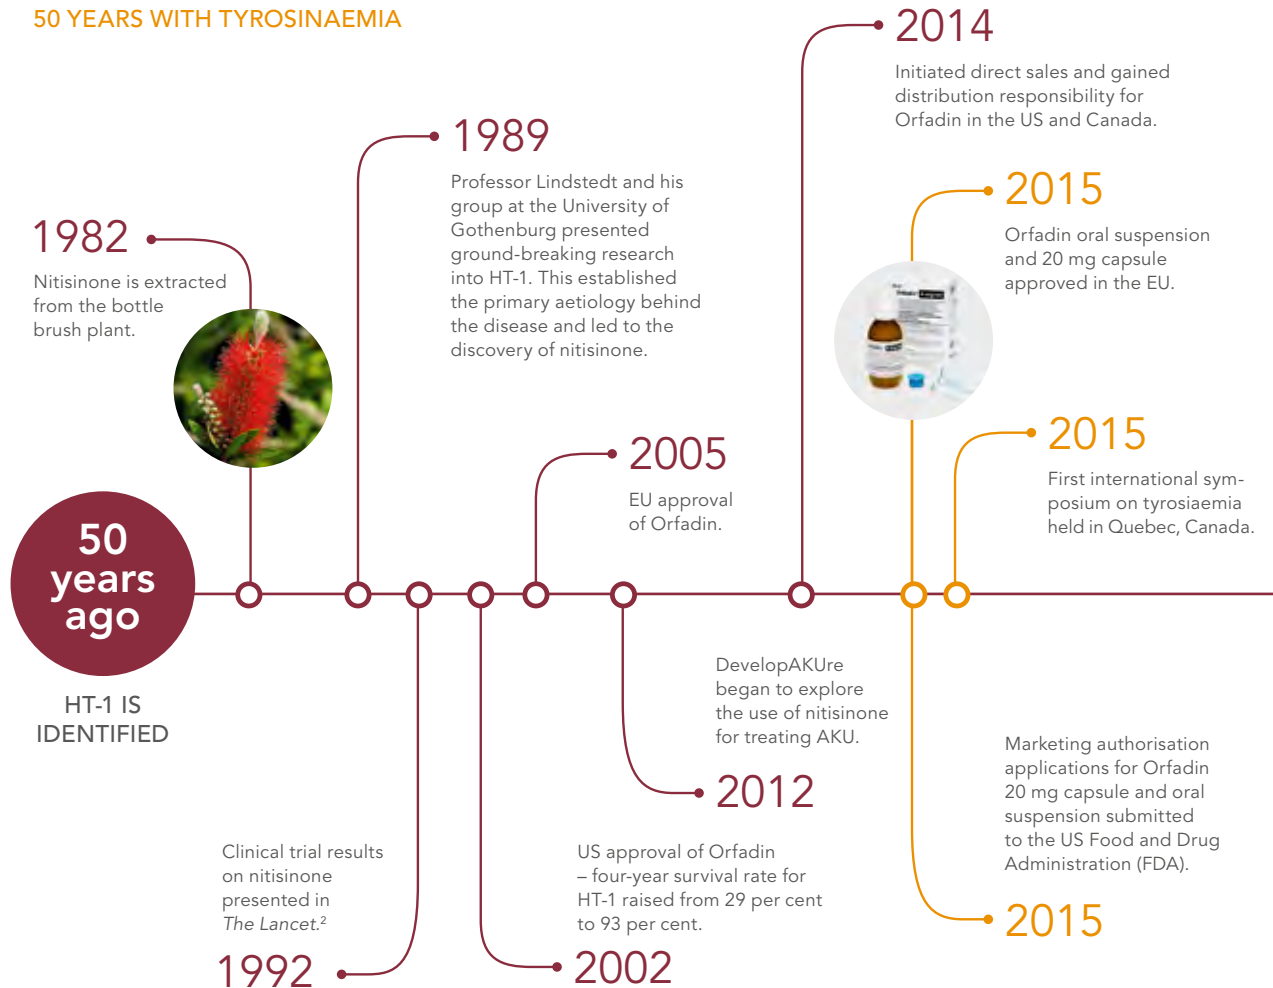 50 YEARS WITH TYROSINAEMIA
1982
Nitisinone is extracted
from the bottle
brush plant.
1989
Professor Lindstedt and his
group at the University of
Gothenburg presented
ground-breaking research
into HT-1. This established
the primary aetiology behind
the disease and led to the
discovery of nitisinone.
2005
EU approval
of Orfadin.
2014
Initiated direct sales and gained
distribution responsibility for
Orfadin in the US and Canada.
2015
Orfadin oral suspension
and 20 mg capsule
approved in the EU.
2015
First international sym-
posium on tyrosiaemia
held in Quebec, Canada.
50
years
ago
HT-1 IS
IDENTIFIED
Clinical trial results
on nitisinone
presented in
The Lancet.²
1992
US approval of Orfadin
– four-year survival rate for
HT-1 raised from 29 per cent
to 93 per cent.
2002
DevelopAKUre
began to explore
the use of nitisinone
for treating AKU.
2012
Marketing authorisation
applications for Orfadin
20 mg capsule and oral
suspension submitted
to the US Food and Drug
Administration (FDA).
2015